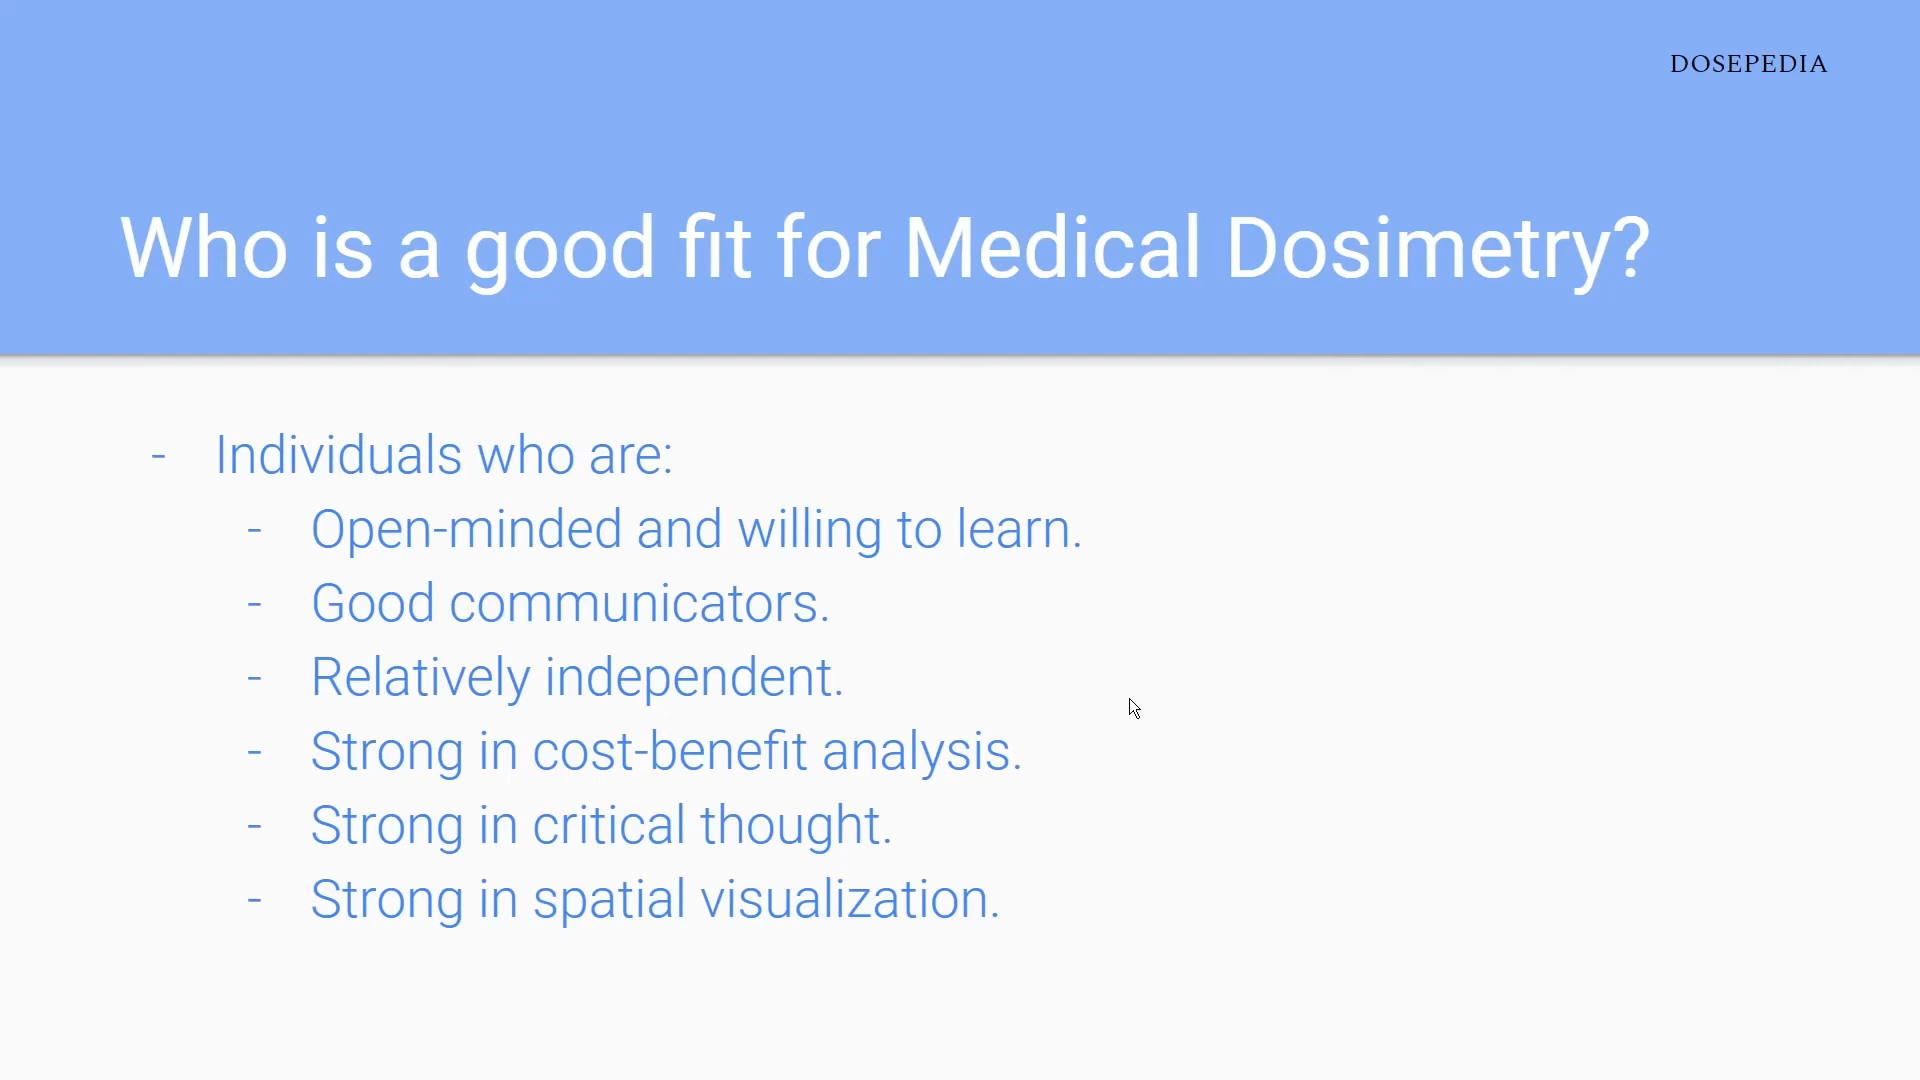 DOSEPEDIA
Who is a good fit for Medical Dosimetry?
- Individuals who are:
- Open-minded and willing to learn.
- Good communicators.
- Relatively independent.
- Strong in cost-benefit analysis.
- Strong in critical thought.
- Strong in spatial visualization.